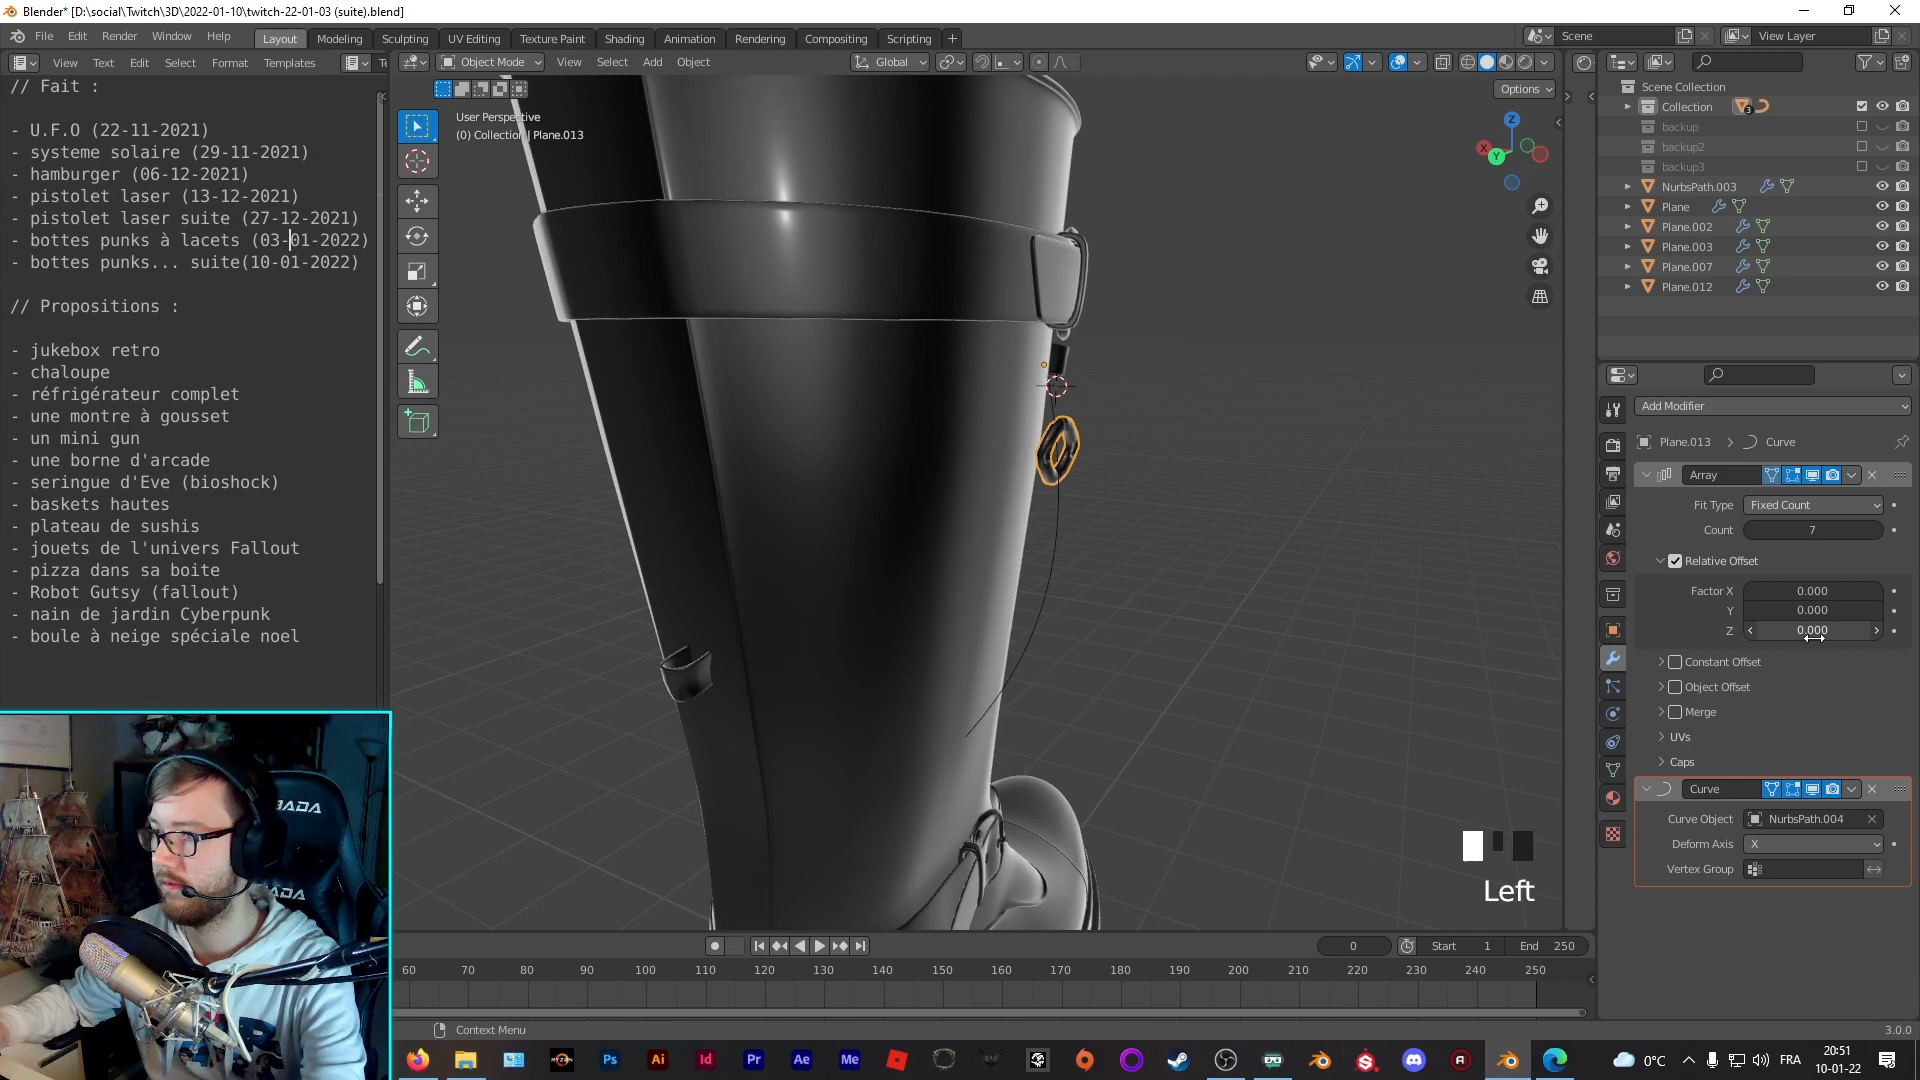 Blender* [D:\social\Twitch\3D\2022-01-10\twitch-22-01-03 (suite).blend]
File Edit Render Window Help Layout Modeling Sculpting UV Editing Texture Paint Shading Animation Rendering Compositing Scripting Scene View Layer
View Text Edit Select Format Templates
Object Mode View Select Add Object Global
Options
// Fait :
- U.F.O (22-11-2021)
- systeme solaire (29-11-2021)
- hamburger (06-12-2021)
- pistolet laser (13-12-2021)
- pistolet laser suite (27-12-2021)
- bottes punks à lacets (03-01-2022)
- bottes punks... suite(10-01-2022)
// Propositions :
- jukebox retro
- chaloupe
- réfrigérateur complet
- une montre à gousset
- un mini gun
- une borne d'arcade
- seringue d'Eve (bioshock)
- baskets hautes
- plateau de sushis
- jouets de l'univers Fallout
- pizza dans sa boite
- Robot Gutsy (fallout)
- nain de jardin Cyberpunk
- boule à neige spéciale noel
User Perspective
(0) Collection | Plane.013
Z
X
Y
Left
Scene Collection
Collection
3
backup
backup2
backup3
NurbsPath.003
Plane
Plane.002
Plane.003
Plane.007
Plane.012
Add Modifier
Plane.013 > Curve
Array
Fit Type Fixed Count
Count 7
Relative Offset
Factor X 0.000
Y 0.000
Z 0.000
Constant Offset
Object Offset
Merge
UVs
Caps
Curve
Curve Object NurbsPath.004
Deform Axis X
Vertex Group
0 Start 1 End 250
60 70 80 90 100 110 120 130 140 150 160 170 180 190 200 210 220 230 240 250
Context Menu
3.0.0
RYZEN Ps Ai Id Pr Ae Me
0°C FRA 20:51
10-01-22